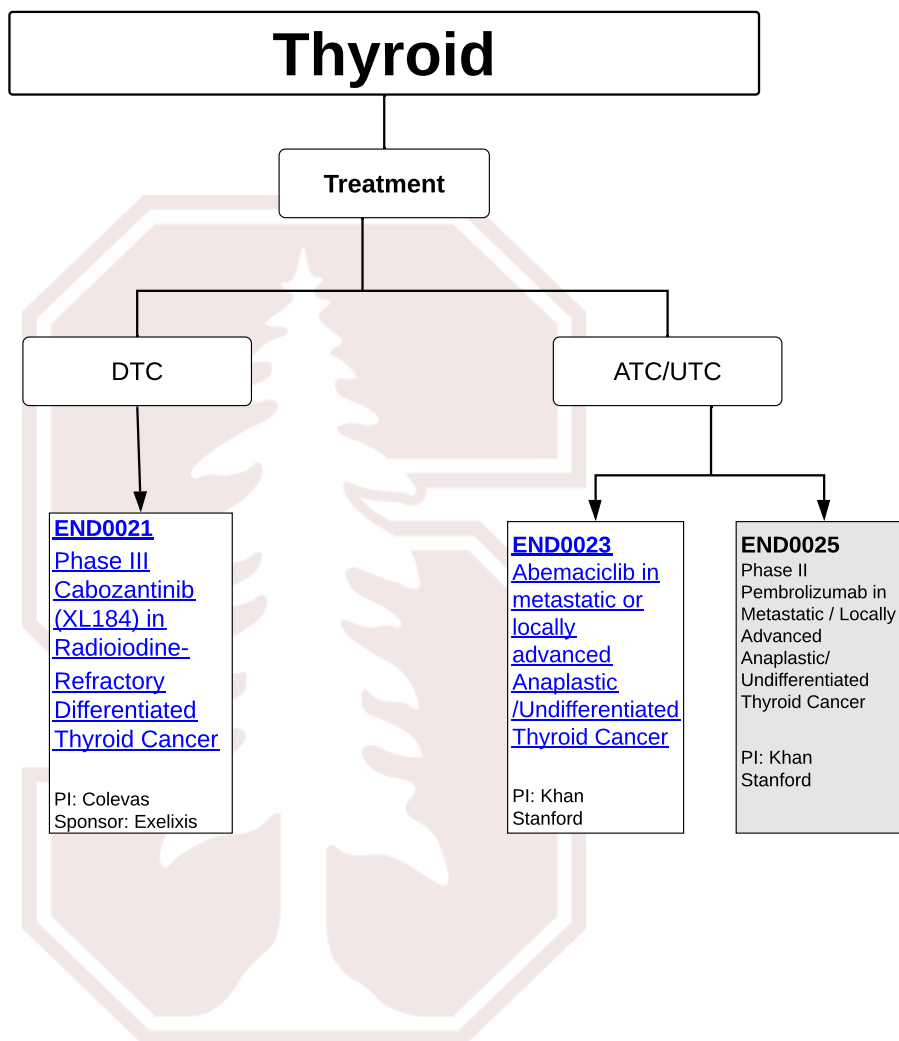 Thyroid
Treatment
DTC
ATC/UTC
END0021
Phase III
Cabozantinib
(XL184) in
Radioiodine-
Refractory
Differentiated
Thyroid Cancer
PI: Colevas
Sponsor: Exelixis
END0023
Abemaciclib in
metastatic or
locally
advanced
Anaplastic
/Undifferentiated
Thyroid Cancer
PI: Khan
Stanford
END0025
Phase II
Pembrolizumab in
Metastatic / Locally
Advanced
Anaplastic/
Undifferentiated
Thyroid Cancer
PI: Khan
Stanford